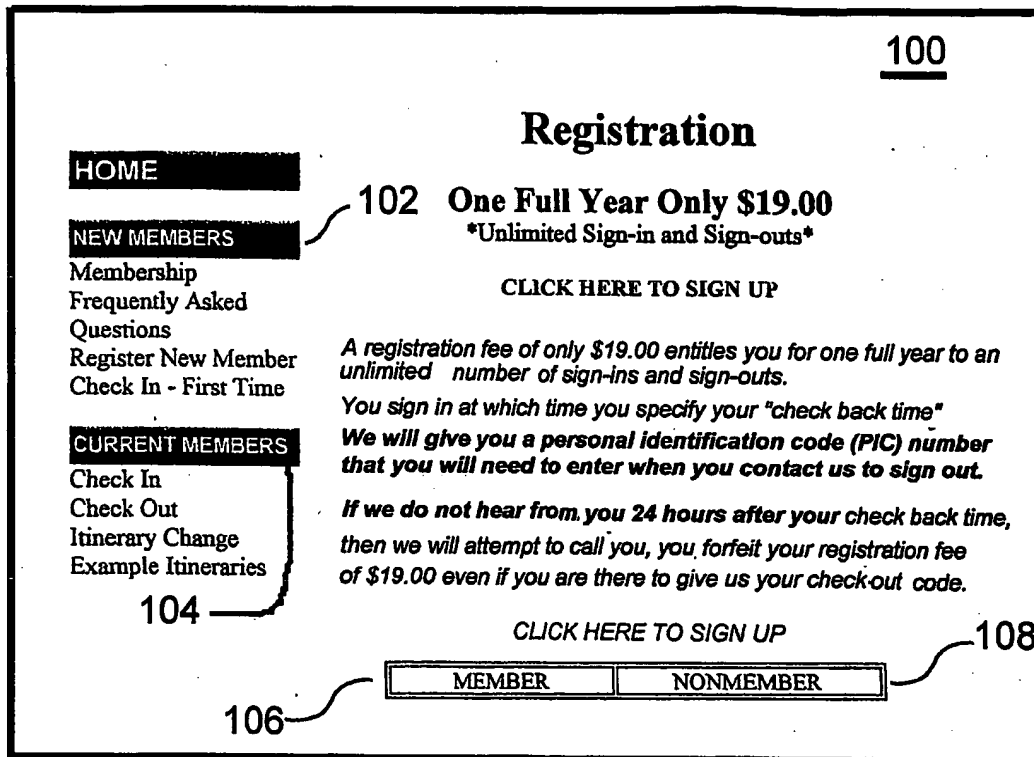 100
Registration
HOME
102
One Full Year Only $19.00
NEW MEMBERS
*Unlimited Sign-in and Sign-outs*
Membership
Frequently Asked
Questions
Register New Member
Check In - First Time
CLICK HERE TO SIGN UP
A registration fee of only $19.00 entitles you for one full year to an
unlimited number of sign-ins and sign-outs.
You sign in at which time you specify your "check back time"
We will give you a personal identification code (PIC) number
that you will need to enter when you contact us to sign out.
CURRENT MEMBERS
Check In
Check Out
Itinerary Change
Example Itineraries
104
If we do not hear from you 24 hours after your check back time,
then we will attempt to call you, you forfeit your registration fee
of $19.00 even if you are there to give us your check-out code.
CLICK HERE TO SIGN UP
108
MEMBER NONMEMBER
106